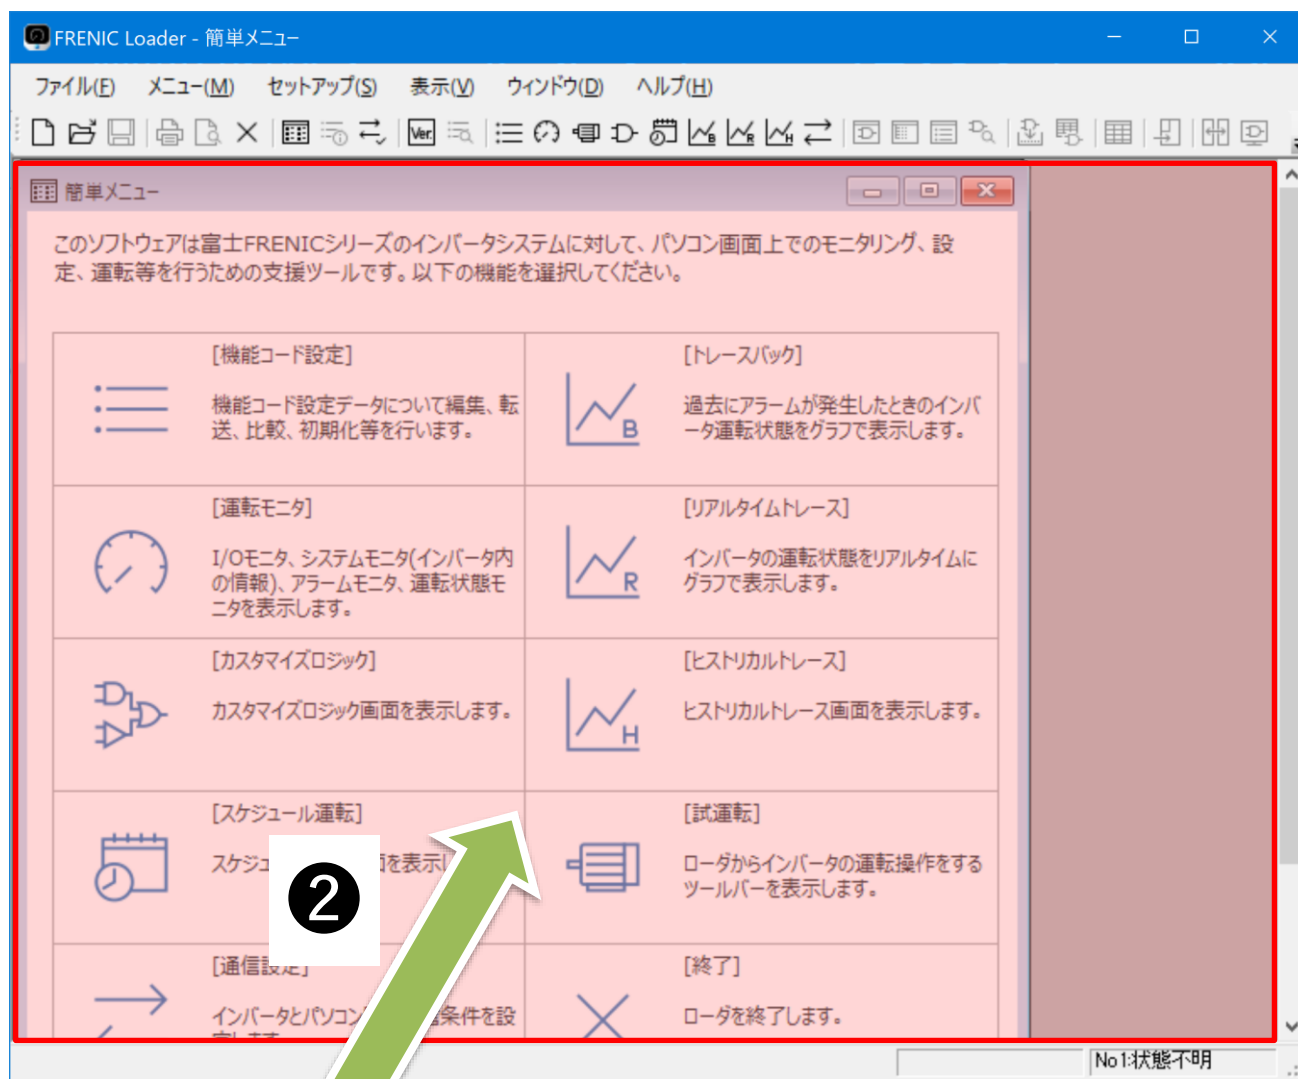 FRENIC Loader - 簡単メニュー
ファイル(F) メニュー(M) セットアップ(S) 表示(V) ウィンドウ(D) ヘルプ(H)
Ver.
B R H
簡単メニュー
このソフトウェアは富士FRENICシリーズのインバータシステムに対して、パソコン画面上でのモニタリング、設
定、運転等を行うための支援ツールです。以下の機能を選択してください。
[機能コード設定]
機能コード設定データについて編集、転
送、比較、初期化等を行います。
[トレースバック]
過去にアラームが発生したときのインバ
ータ運転状態をグラフで表示します。
B
[運転モニタ]
I/Oモニタ、システムモニタ(インバータ内
の情報)、アラームモニタ、運転状態モ
ニタを表示します。
[リアルタイムトレース]
インバータの運転状態をリアルタイムに
グラフで表示します。
R
[カスタマイズロジック]
カスタマイズロジック画面を表示します。
[ヒストリカルトレース]
ヒストリカルトレース画面を表示します。
H
[スケジュール運転]
スケジュ を表示
[試運転]
ローダからインバータの運転操作をする
ツールバーを表示します。
2
[通信設定]
インバータとパソコン 条件を設
定します
[終了]
ローダを終了します。
No1:状態不明